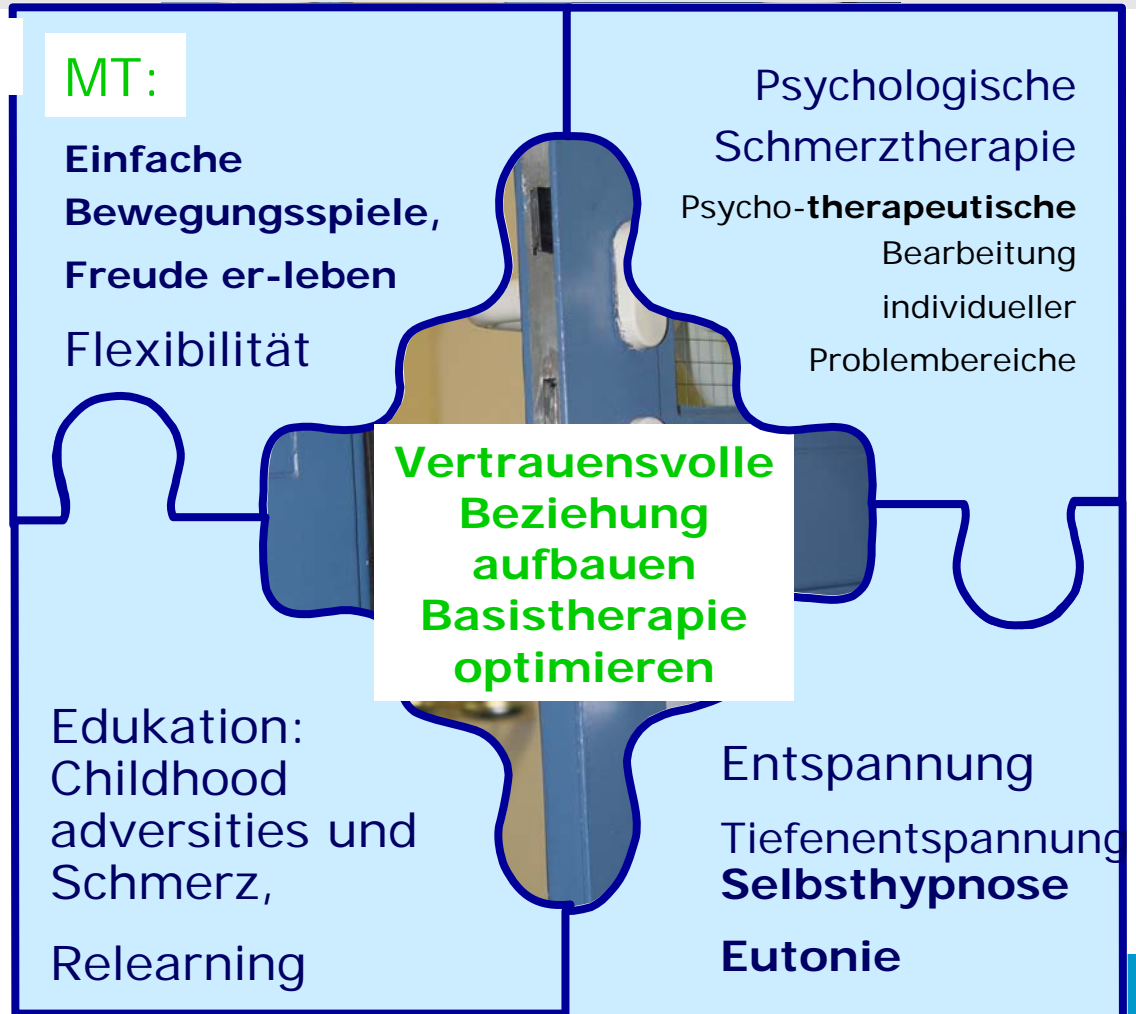 MT:
Einfache
Bewegungsspiele,
Freude er-leben
Flexibilität
Psychologische
Schmerztherapie
Psycho-therapeutische
Bearbeitung
individueller
Problembereiche
Vertrauensvolle
Beziehung
aufbauen
Basistherapie
optimieren
Edukation:
Childhood
adversities und
Schmerz,
Relearning
Entspannung
Tiefenentspannung
Selbsthypnose
Eutonie